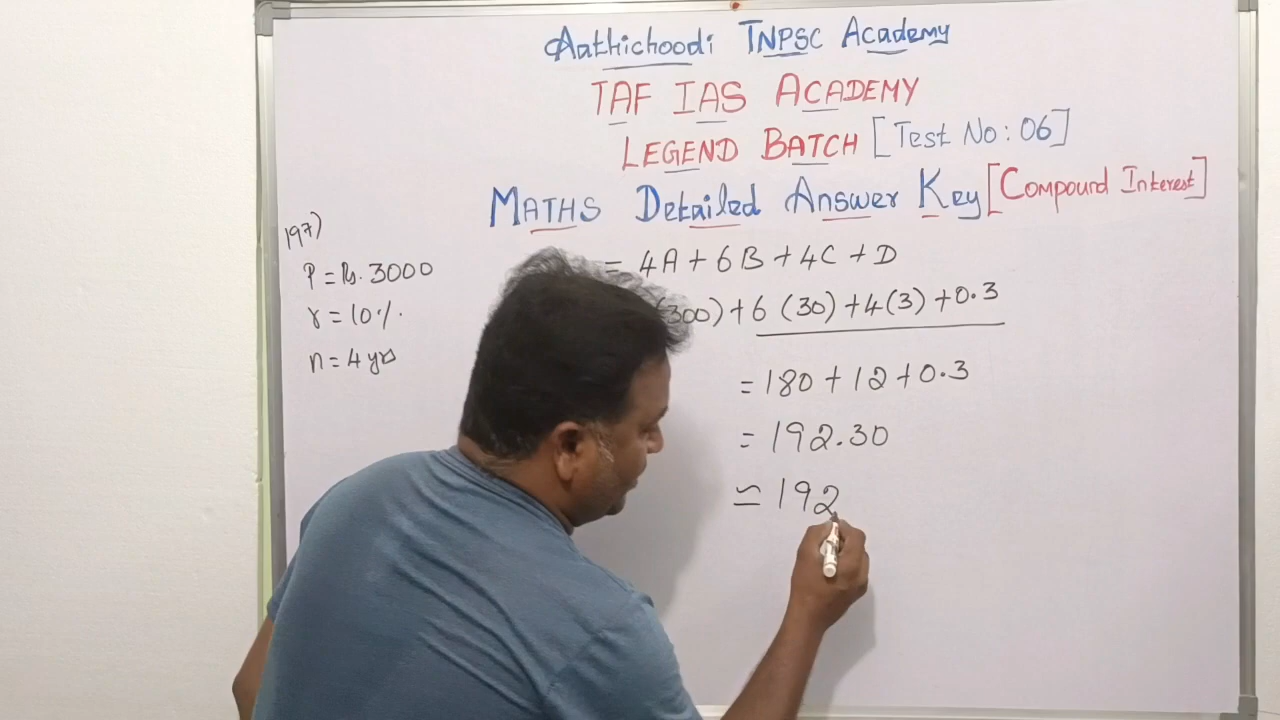 Aathichoodi TNPSC Academy
TAF IAS ACADEMY
LEGEND BATCH [Test No: 06]
MATHS Detailed Answer Key [Compound Interest]
197)
P = Rs. 3000
r = 10%.
n = 4 yrs
= 4A + 6B + 4C + D
(300) + 6 (30) + 4(3) + 0.3
= 180 + 12 + 0.3
= 192.30
≃ 192